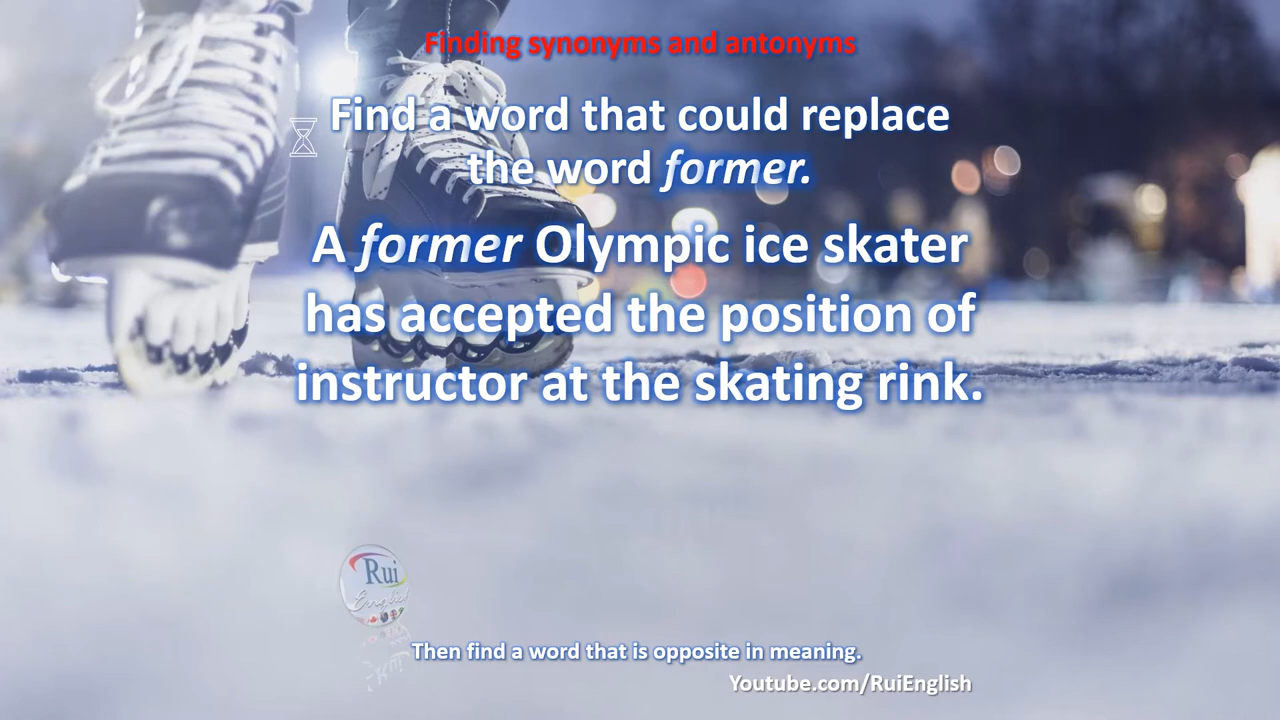 Finding synonyms and antonyms
Find a word that could replace
the word former.
A former Olympic ice skater
has accepted the position of
instructor at the skating rink.
Rui
English
Then find a word that is opposite in meaning.
Youtube.com/RuiEnglish